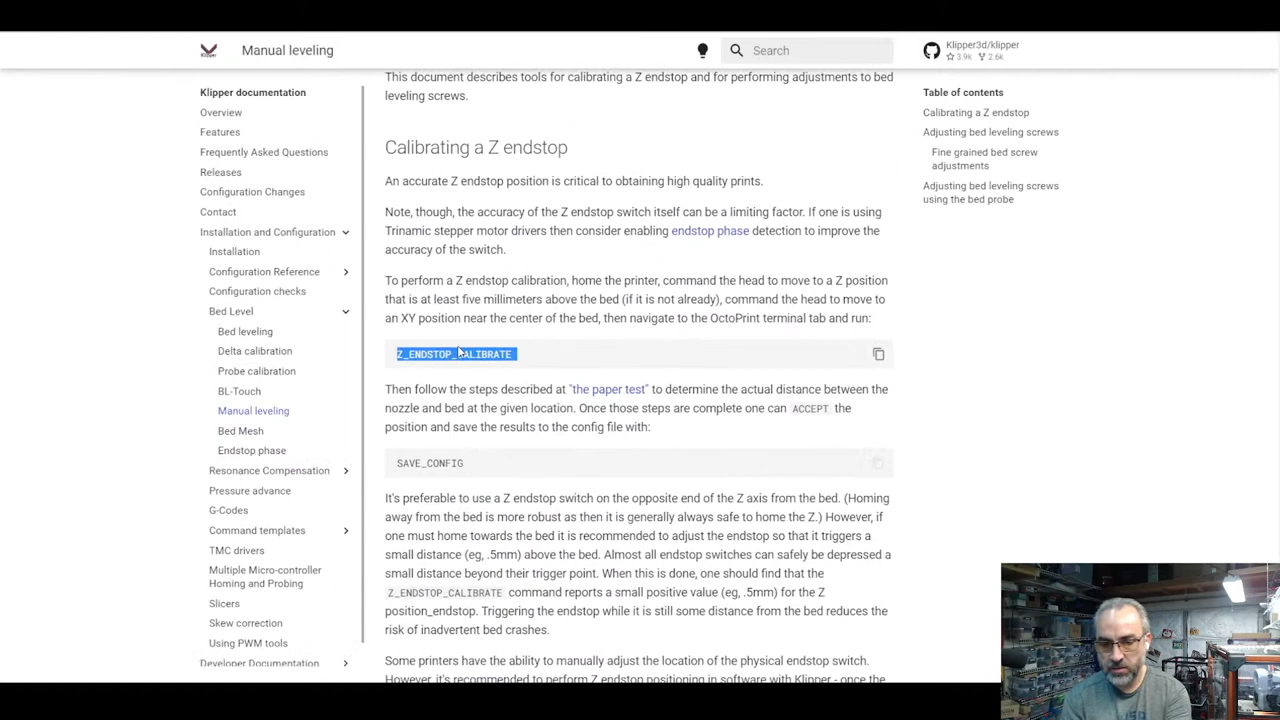 Klipper
Manual leveling
Search
Klipper3d/klipper
3.9k 2.6k
Klipper documentation
Overview
Features
Frequently Asked Questions
Releases
Configuration Changes
Contact
Installation and Configuration
Installation
Configuration Reference
Configuration checks
Bed Level
Bed leveling
Delta calibration
Probe calibration
BL-Touch
Manual leveling
Bed Mesh
Endstop phase
Resonance Compensation
Pressure advance
G-Codes
Command templates
TMC drivers
Multiple Micro-controller
Homing and Probing
Slicers
Skew correction
Using PWM tools
Developer Documentation
This document describes tools for calibrating a Z endstop and for performing adjustments to bed
leveling screws.
Calibrating a Z endstop
An accurate Z endstop position is critical to obtaining high quality prints.
Note, though, the accuracy of the Z endstop switch itself can be a limiting factor. If one is using
Trinamic stepper motor drivers then consider enabling endstop phase detection to improve the
accuracy of the switch.
To perform a Z endstop calibration, home the printer, command the head to move to a Z position
that is at least five millimeters above the bed (if it is not already), command the head to move to
an XY position near the center of the bed, then navigate to the OctoPrint terminal tab and run:
Z_ENDSTOP_CALIBRATE
Then follow the steps described at "the paper test" to determine the actual distance between the
nozzle and bed at the given location. Once those steps are complete one can ACCEPT the
position and save the results to the config file with:
SAVE_CONFIG
It's preferable to use a Z endstop switch on the opposite end of the Z axis from the bed. (Homing
away from the bed is more robust as then it is generally always safe to home the Z.) However, if
one must home towards the bed it is recommended to adjust the endstop so that it triggers a
small distance (eg, .5mm) above the bed. Almost all endstop switches can safely be depressed a
small distance beyond their trigger point. When this is done, one should find that the
Z_ENDSTOP_CALIBRATE command reports a small positive value (eg, .5mm) for the Z
position_endstop. Triggering the endstop while it is still some distance from the bed reduces the
risk of inadvertent bed crashes.
Some printers have the ability to manually adjust the location of the physical endstop switch.
However, it's recommended to perform Z endstop positioning in software with Klipper - once the
Table of contents
Calibrating a Z endstop
Adjusting bed leveling screws
Fine grained bed screw
adjustments
Adjusting bed leveling screws
using the bed probe